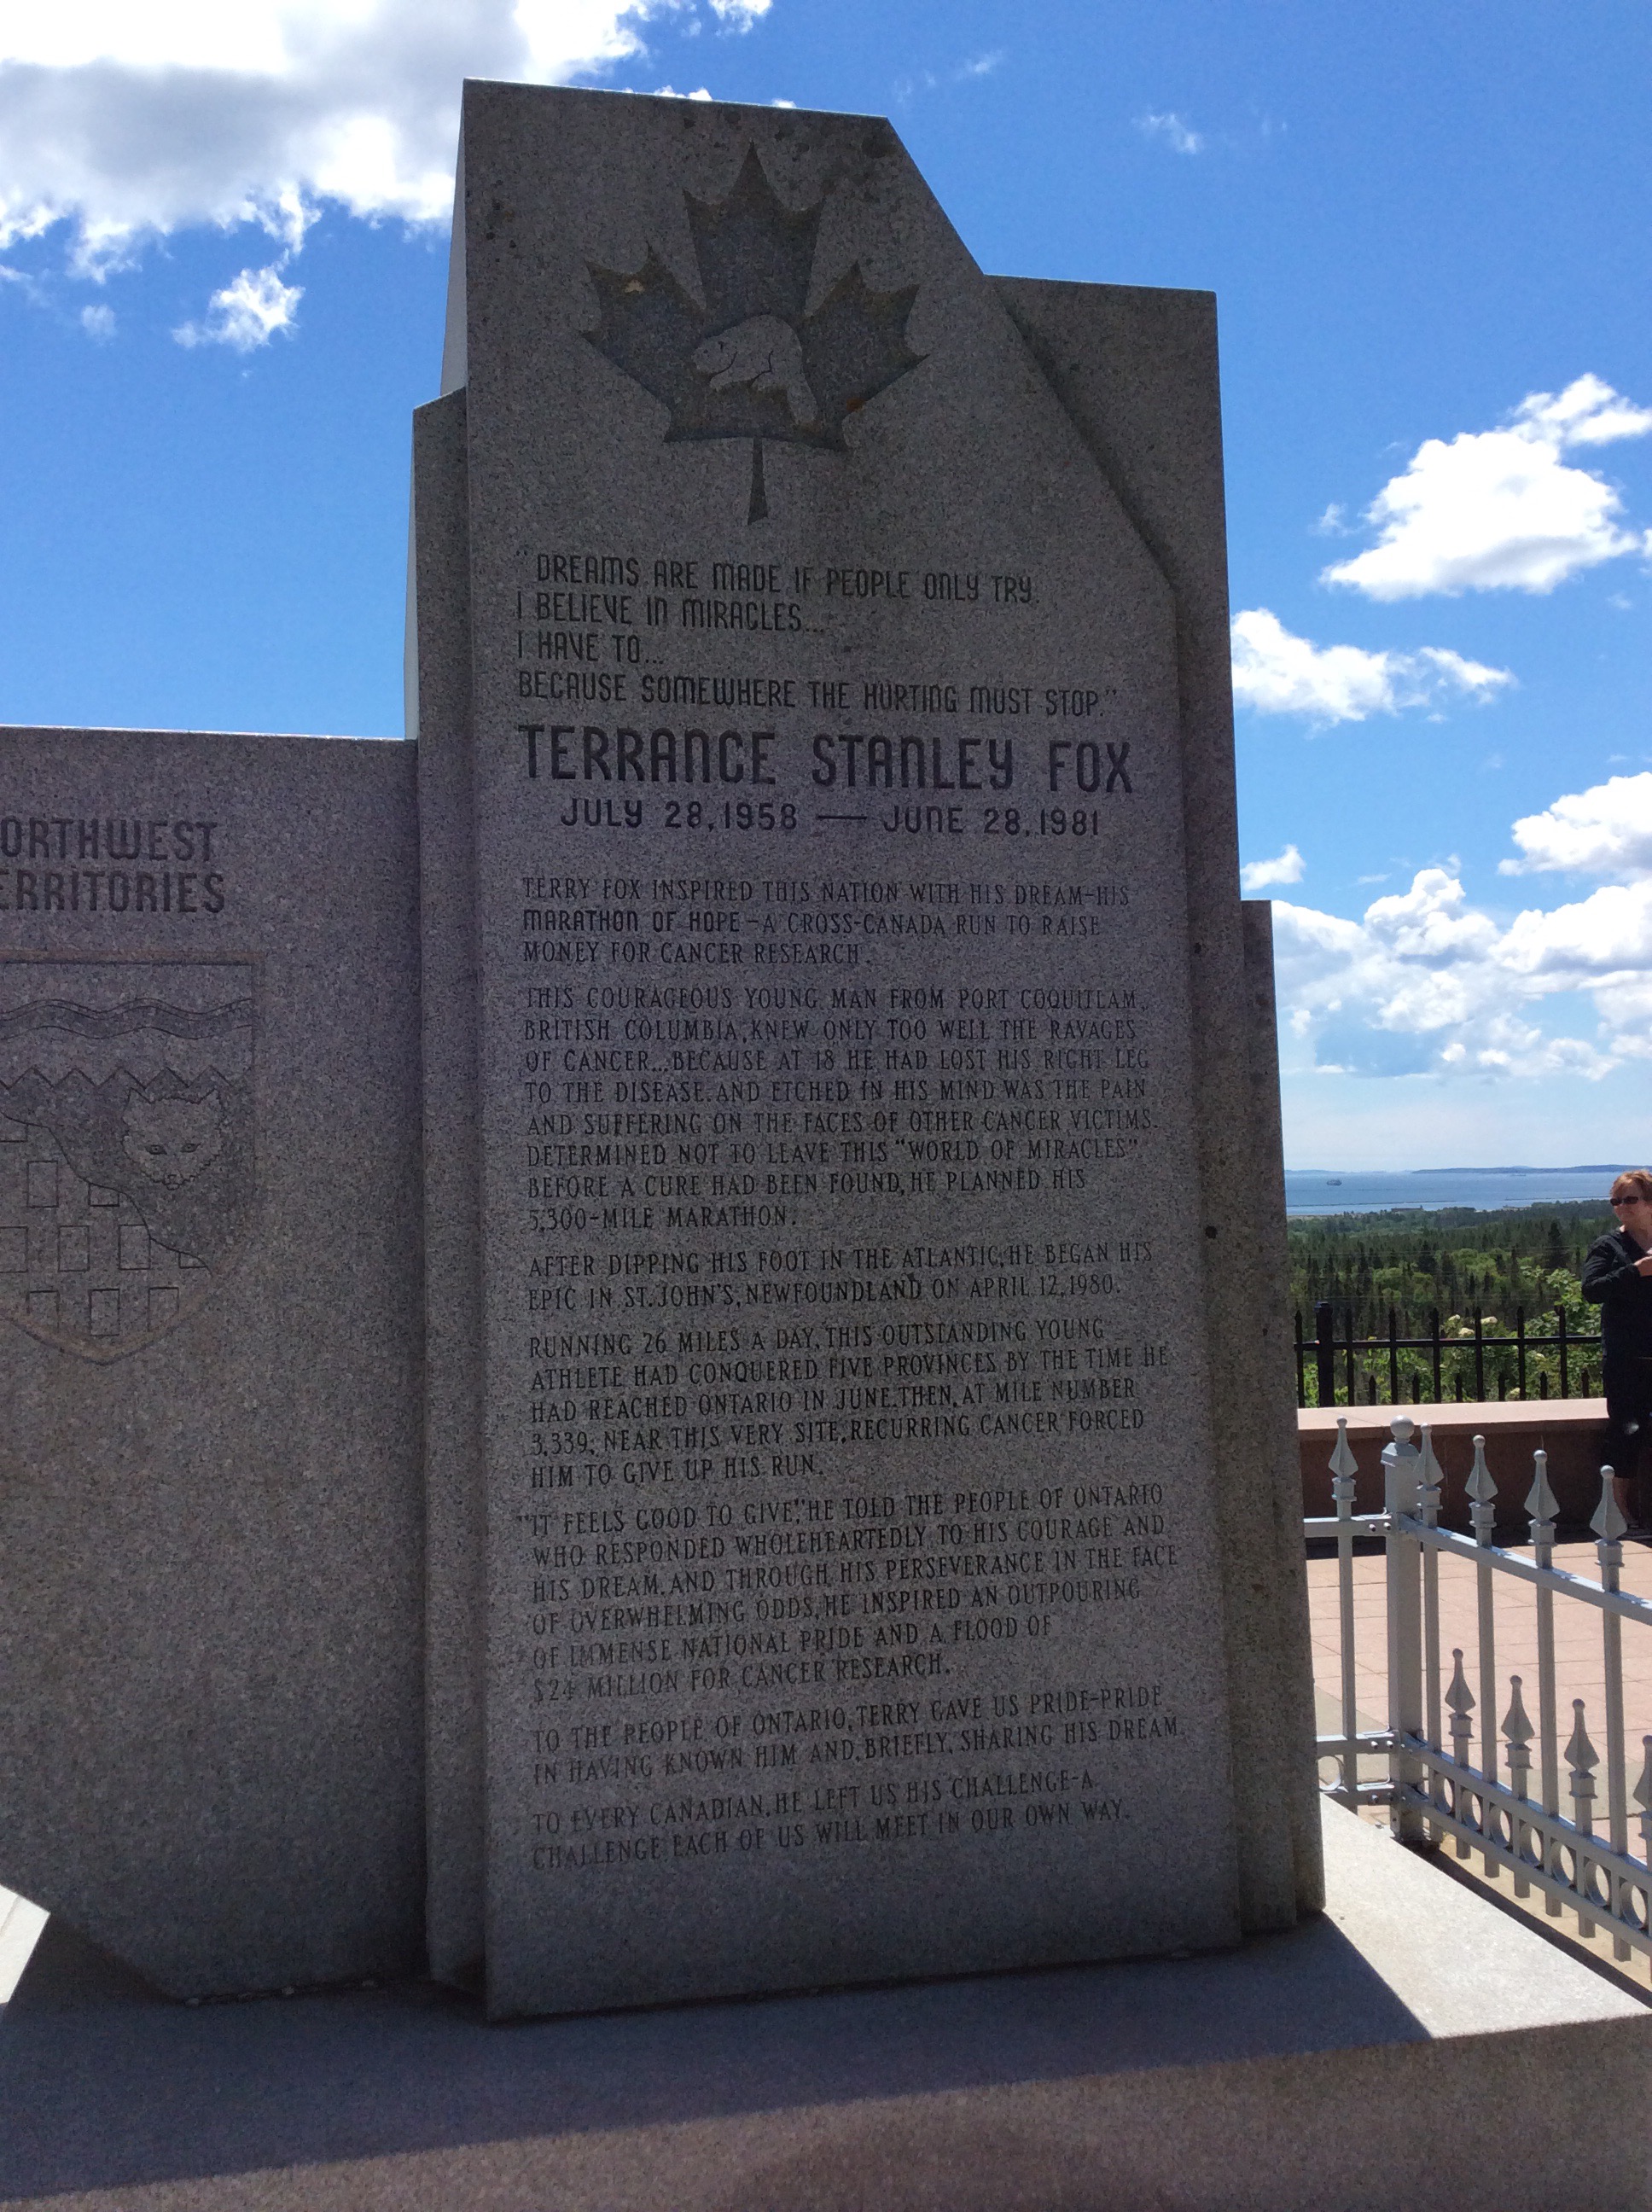 ORTHWEST
ERRITORIES
"DREAMS ARE MADE IF PEOPLE ONLY TRY.
I BELIEVE IN MIRACLES...
I HAVE TO...
BECAUSE SOMEWHERE THE HURTING MUST STOP."
TERRANCE STANLEY FOX
JULY 28, 1958 — JUNE 28, 1981
TERRY FOX INSPIRED THIS NATION WITH HIS DREAM-HIS
MARATHON OF HOPE - A CROSS-CANADA RUN TO RAISE
MONEY FOR CANCER RESEARCH.
THIS COURAGEOUS YOUNG MAN FROM PORT COQUITLAM,
BRITISH COLUMBIA, KNEW ONLY TOO WELL THE RAVAGES
OF CANCER... BECAUSE AT 18 HE HAD LOST HIS RIGHT LEG
TO THE DISEASE. AND ETCHED IN HIS MIND WAS THE PAIN
AND SUFFERING ON THE FACES OF OTHER CANCER VICTIMS.
DETERMINED NOT TO LEAVE THIS "WORLD OF MIRACLES"
BEFORE A CURE HAD BEEN FOUND, HE PLANNED HIS
5,300-MILE MARATHON.
AFTER DIPPING HIS FOOT IN THE ATLANTIC, HE BEGAN HIS
EPIC IN ST. JOHN'S, NEWFOUNDLAND ON APRIL 12, 1980.
RUNNING 26 MILES A DAY, THIS OUTSTANDING YOUNG
ATHLETE HAD CONQUERED FIVE PROVINCES BY THE TIME HE
HAD REACHED ONTARIO IN JUNE. THEN, AT MILE NUMBER
3,339, NEAR THIS VERY SITE, RECURRING CANCER FORCED
HIM TO GIVE UP HIS RUN.
"IT FEELS GOOD TO GIVE", HE TOLD THE PEOPLE OF ONTARIO
WHO RESPONDED WHOLEHEARTEDLY TO HIS COURAGE AND
HIS DREAM. AND THROUGH HIS PERSEVERANCE IN THE FACE
OF OVERWHELMING ODDS, HE INSPIRED AN OUTPOURING
OF IMMENSE NATIONAL PRIDE AND A FLOOD OF
$24 MILLION FOR CANCER RESEARCH.
TO THE PEOPLE OF ONTARIO, TERRY GAVE US PRIDE-PRIDE
IN HAVING KNOWN HIM AND, BRIEFLY, SHARING HIS DREAM.
TO EVERY CANADIAN, HE LEFT US HIS CHALLENGE-A
CHALLENGE EACH OF US WILL MEET IN OUR OWN WAY.